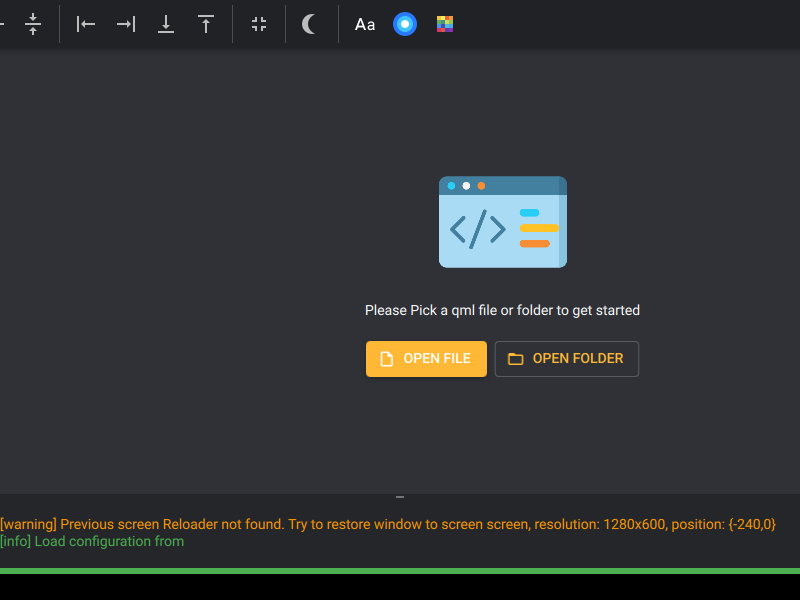 Aa
</>
Please Pick a qml file or folder to get started
OPEN FILE
OPEN FOLDER
[warning] Previous screen Reloader not found. Try to restore window to screen screen, resolution: 1280x600, position: {-240,0}
[info] Load configuration from